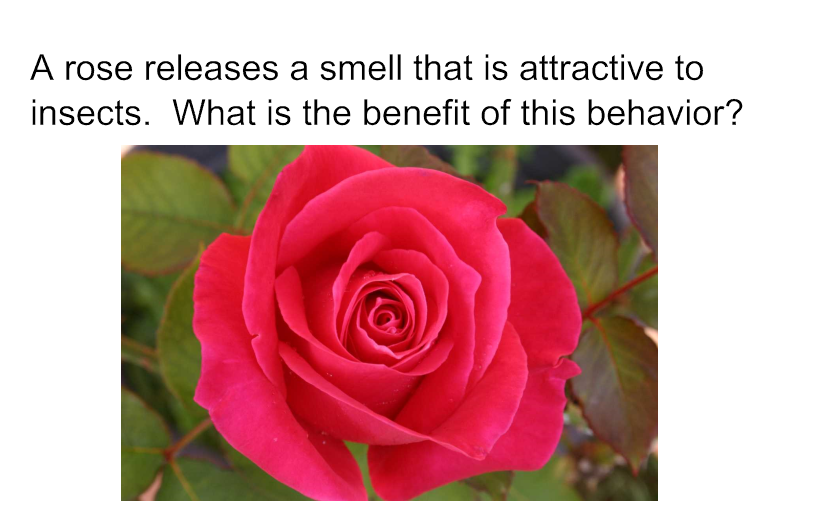 A rose releases a smell that is attractive to
insects.  What is the benefit of this behavior?